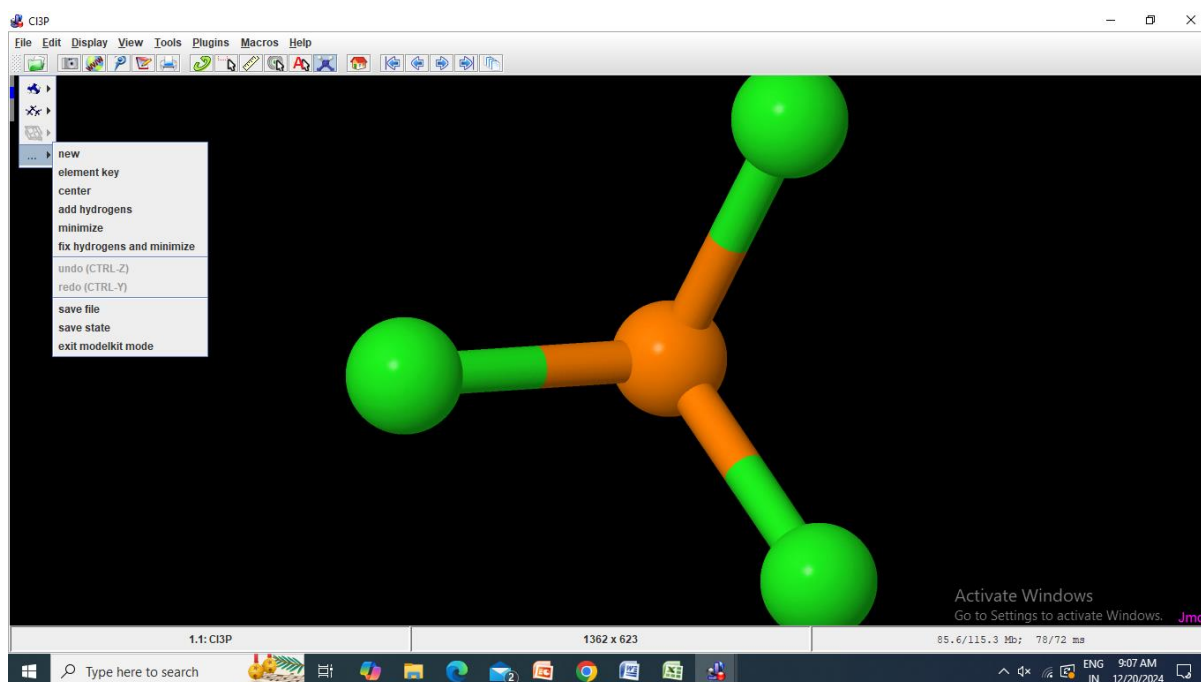 Cl3P
File Edit Display View Tools Plugins Macros Help
...
new
element key
center
add hydrogens
minimize
fix hydrogens and minimize
undo (CTRL-Z)
redo (CTRL-Y)
save file
save state
exit modelkit mode
Activate Windows
Go to Settings to activate Windows.
Jmo
1.1: Cl3P 1362 x 623 85.6/115.3 Mb; 78/72 ms
Type here to search
2
ENG 9:07 AM
IN 12/20/2024